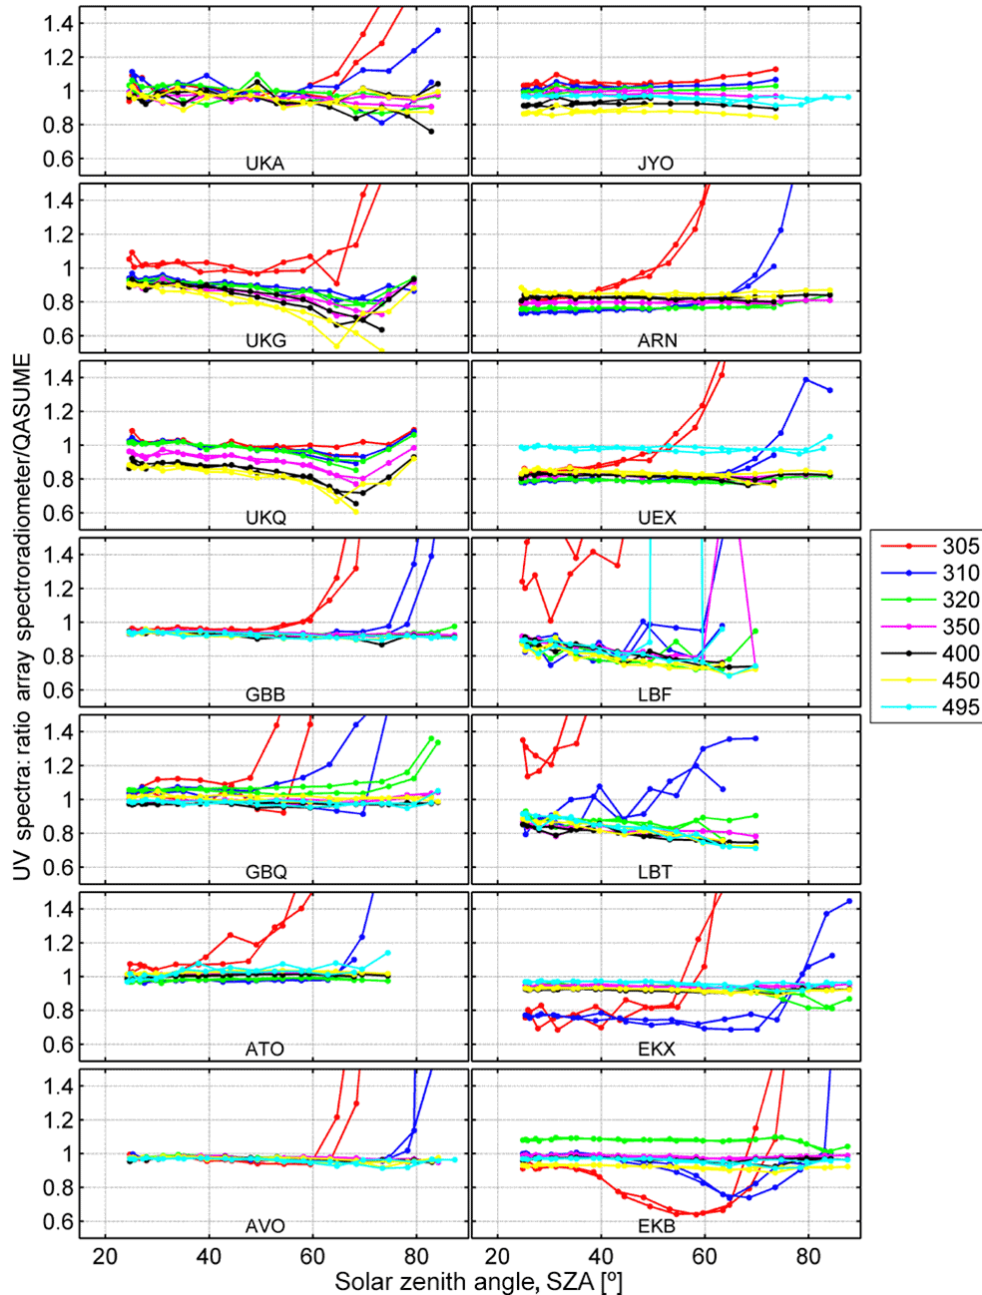 UV spectra: ratio array spectroradiometer/QASUME
1.4
1.2
1
0.8
0.6
UKA
JYO
1.4
1.2
1
0.8
0.6
UKG
ARN
1.4
1.2
1
0.8
0.6
UKQ
UEX
1.4
1.2
1
0.8
0.6
GBB
LBF
1.4
1.2
1
0.8
0.6
GBQ
LBT
1.4
1.2
1
0.8
0.6
ATO
EKX
1.4
1.2
1
0.8
0.6
AVO
EKB
20 40 60 80 20 40 60 80
Solar zenith angle, SZA [º]
305
310
320
350
400
450
495